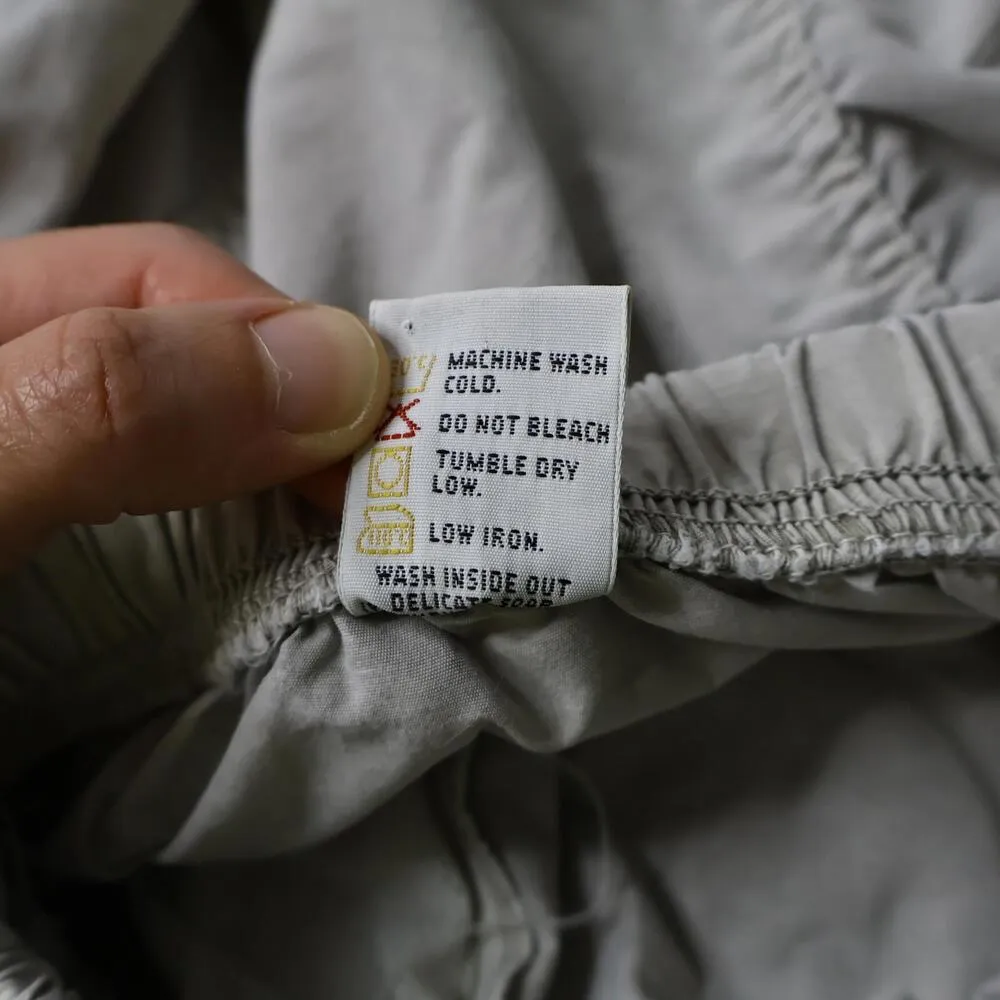 MACHINE WASH
COLD.
DO NOT BLEACH
TUMBLE DRY
LOW.
LOW IRON.
WASH INSIDE OUT